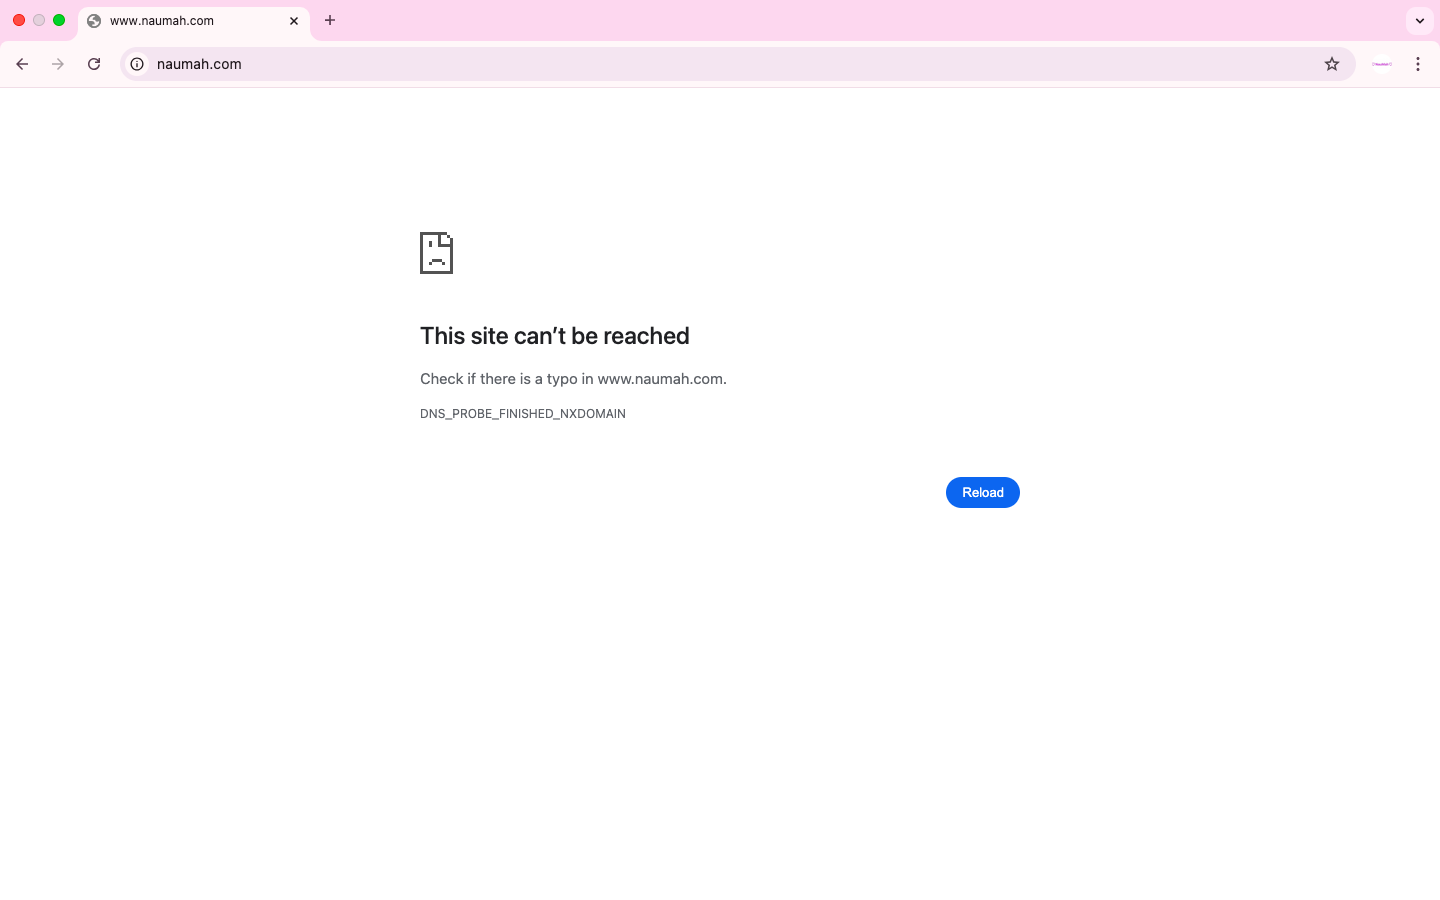 www.naumah.com
naumah.com
This site can’t be reached
Check if there is a typo in www.naumah.com.
DNS_PROBE_FINISHED_NXDOMAIN
Reload